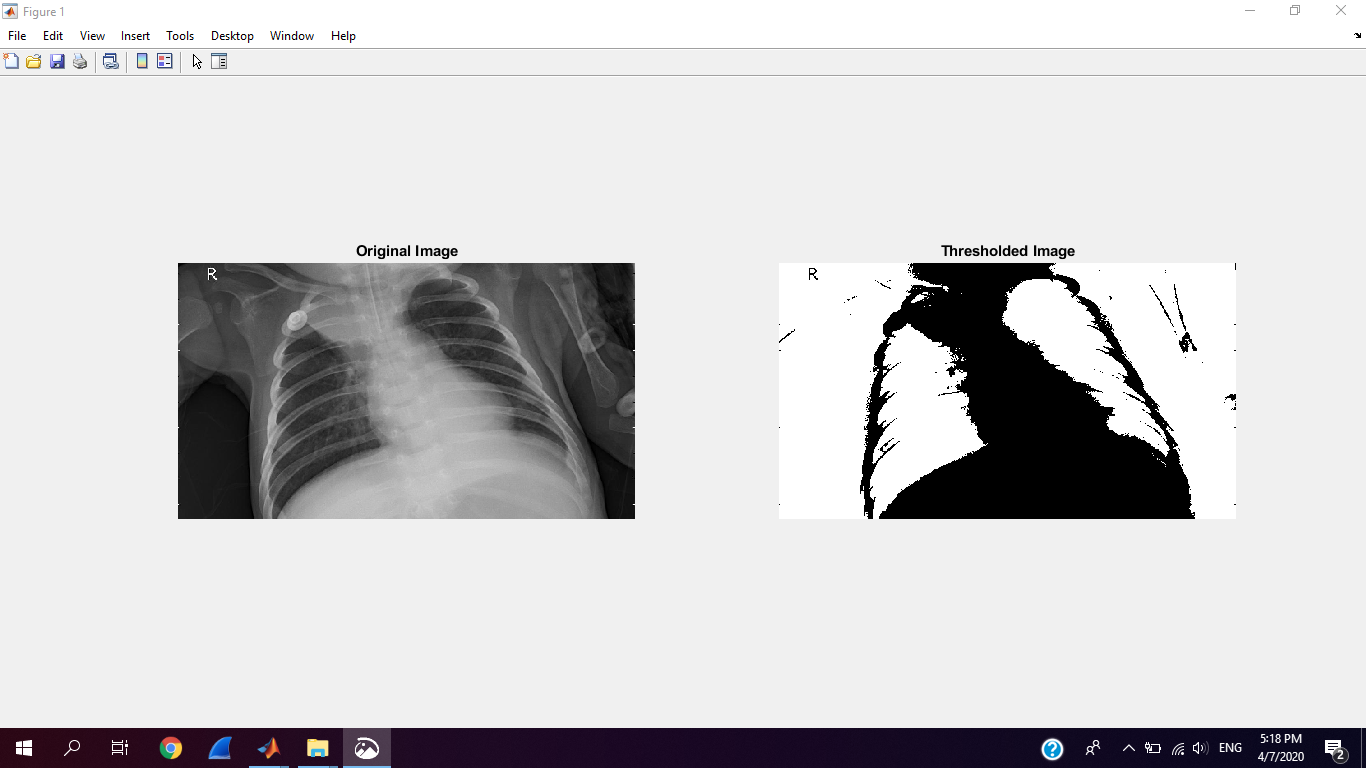 Figure 1
File Edit View Insert Tools Desktop Window Help
Original Image
Thresholded Image
R
R
ENG
5:18 PM
4/7/2020
2